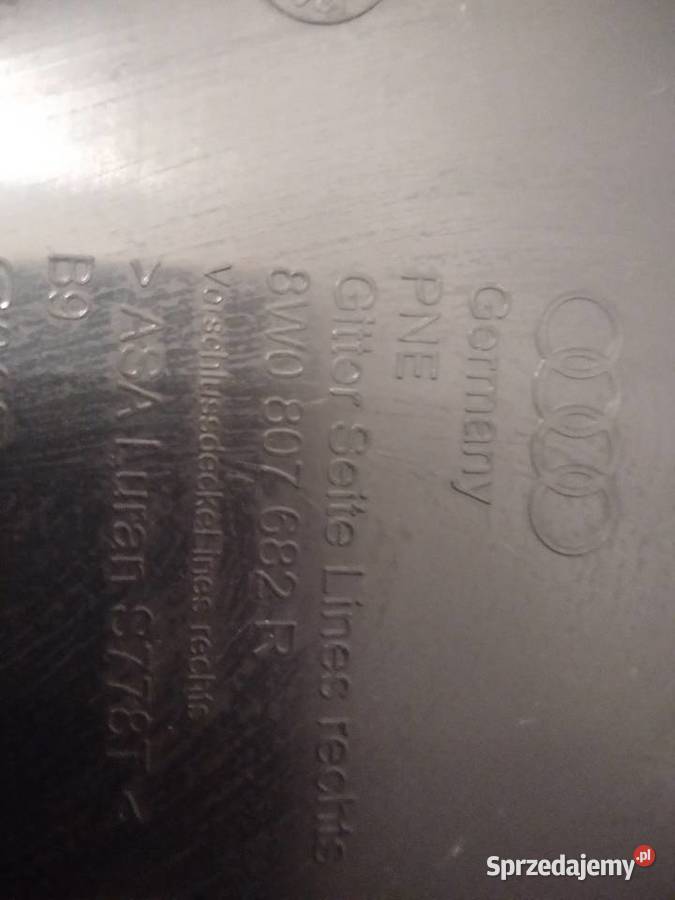 Germany
PNE
Gitter Seite Lines rechts
8W0 807 682 R
Verschlussdeckel lines rechts
> ASA Luran S778T <
B9
Sprzedajemy.pl